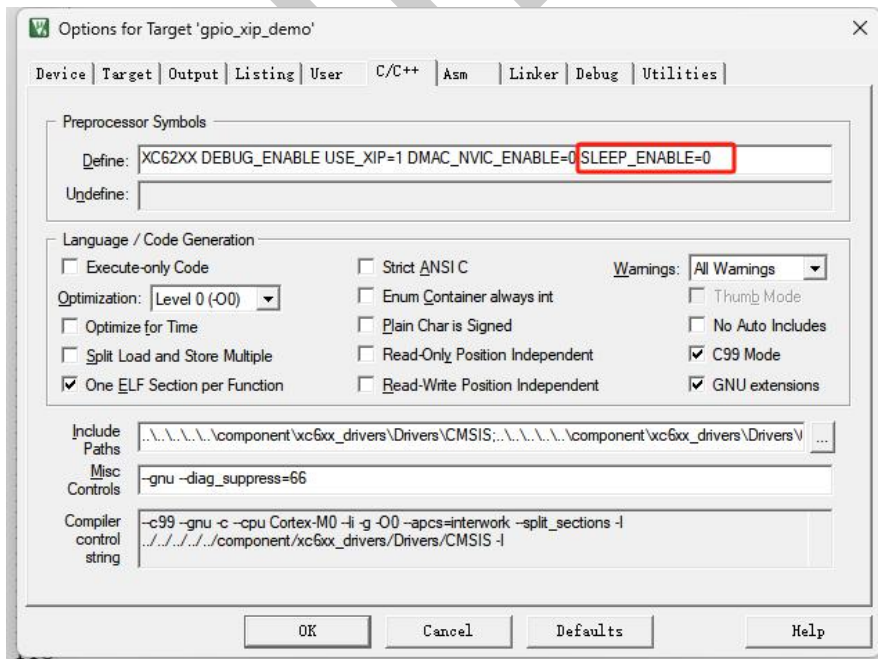 Options for Target 'gpio_xip_demo'
Device Target Output Listing User C/C++ Asm Linker Debug Utilities
Preprocessor Symbols
Define: XC62XX DEBUG_ENABLE USE_XIP=1 DMAC_NVIC_ENABLE=0 SLEEP_ENABLE=0
Undefine:
Language / Code Generation
Execute-only Code Strict ANSI C Warnings: All Warnings
Optimization: Level 0 (-O0) Enum Container always int Thumb Mode
Optimize for Time Plain Char is Signed No Auto Includes
Split Load and Store Multiple Read-Only Position Independent C99 Mode
One ELF Section per Function Read-Write Position Independent GNU extensions
Include Paths ..\..\..\..\..\component\xc6xx_drivers\Drivers\CMSIS;..\..\..\..\..\component\xc6xx_drivers\Drivers\ ...
Misc Controls --gnu --diag_suppress=66
Compiler control string --c99 --gnu -c --cpu Cortex-M0 --li -g -O0 --apcs=interwork --split_sections -I
../../../../../component/xc6xx_drivers/Drivers/CMSIS -I
OK Cancel Defaults Help